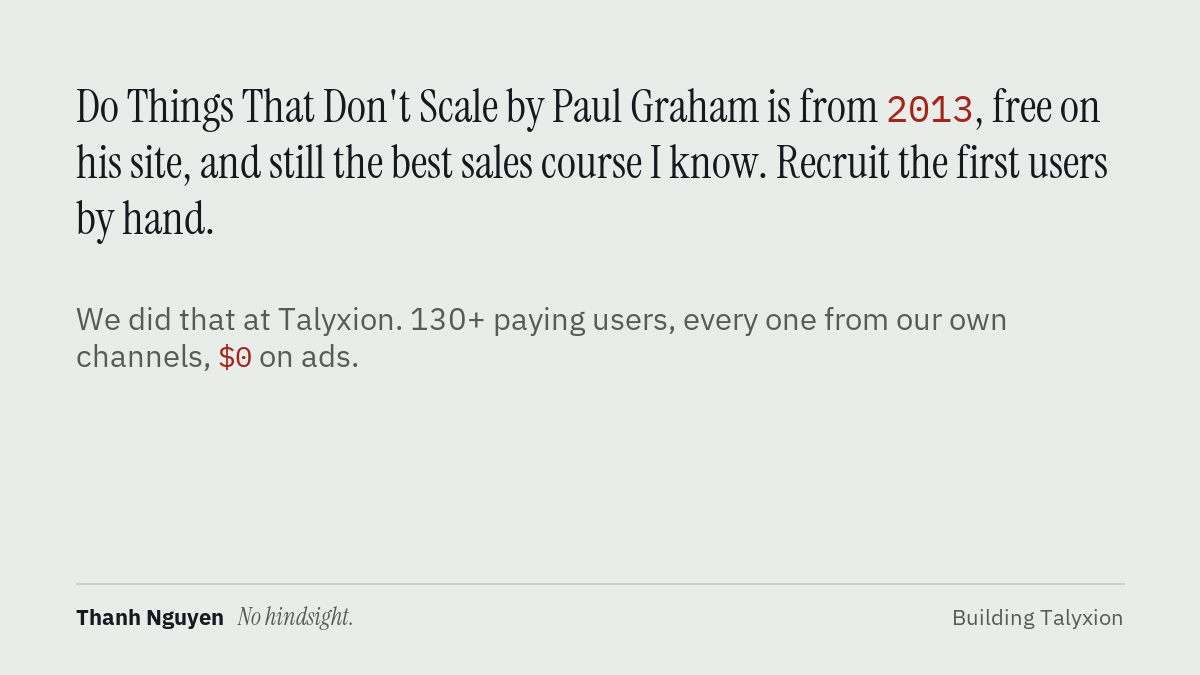 Do Things That Don't Scale by Paul Graham is from 2013, free on
his site, and still the best sales course I know. Recruit the first users
by hand.
We did that at Talyxion. 130+ paying users, every one from our own
channels, $0 on ads.
Thanh Nguyen No hindsight.
Building Talyxion